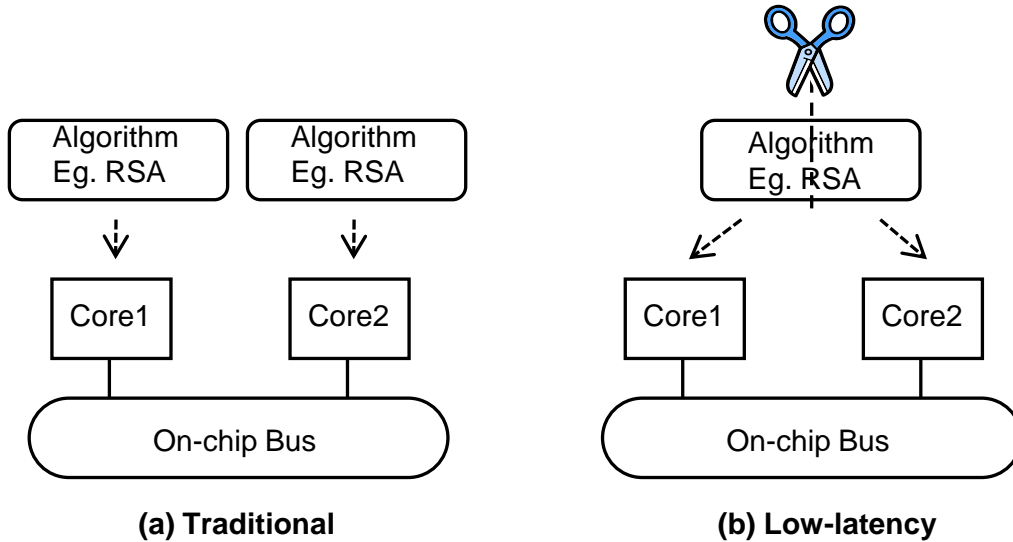 Algorithm
Eg. RSA
Algorithm
Eg. RSA
Core1
Core2
On-chip Bus
(a) Traditional
Algorithm
Eg. RSA
Core1
Core2
On-chip Bus
(b) Low-latency